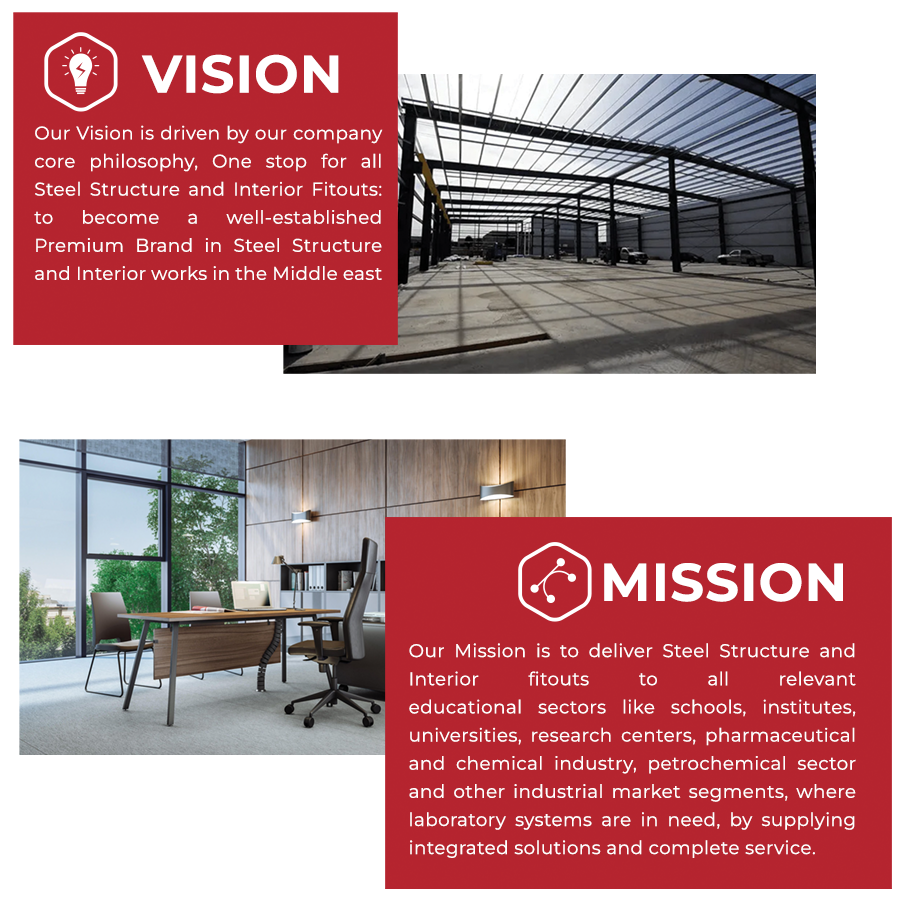 VISION
Our Vision is driven by our company
core philosophy, One stop for all
Steel Structure and Interior Fitouts:
to become a well-established
Premium Brand in Steel Structure
and Interior works in the Middle east
MISSION
Our Mission is to deliver Steel Structure and
Interior fitouts to all relevant
educational sectors like schools, institutes,
universities, research centers, pharmaceutical
and chemical industry, petrochemical sector
and other industrial market segments, where
laboratory systems are in need, by supplying
integrated solutions and complete service.